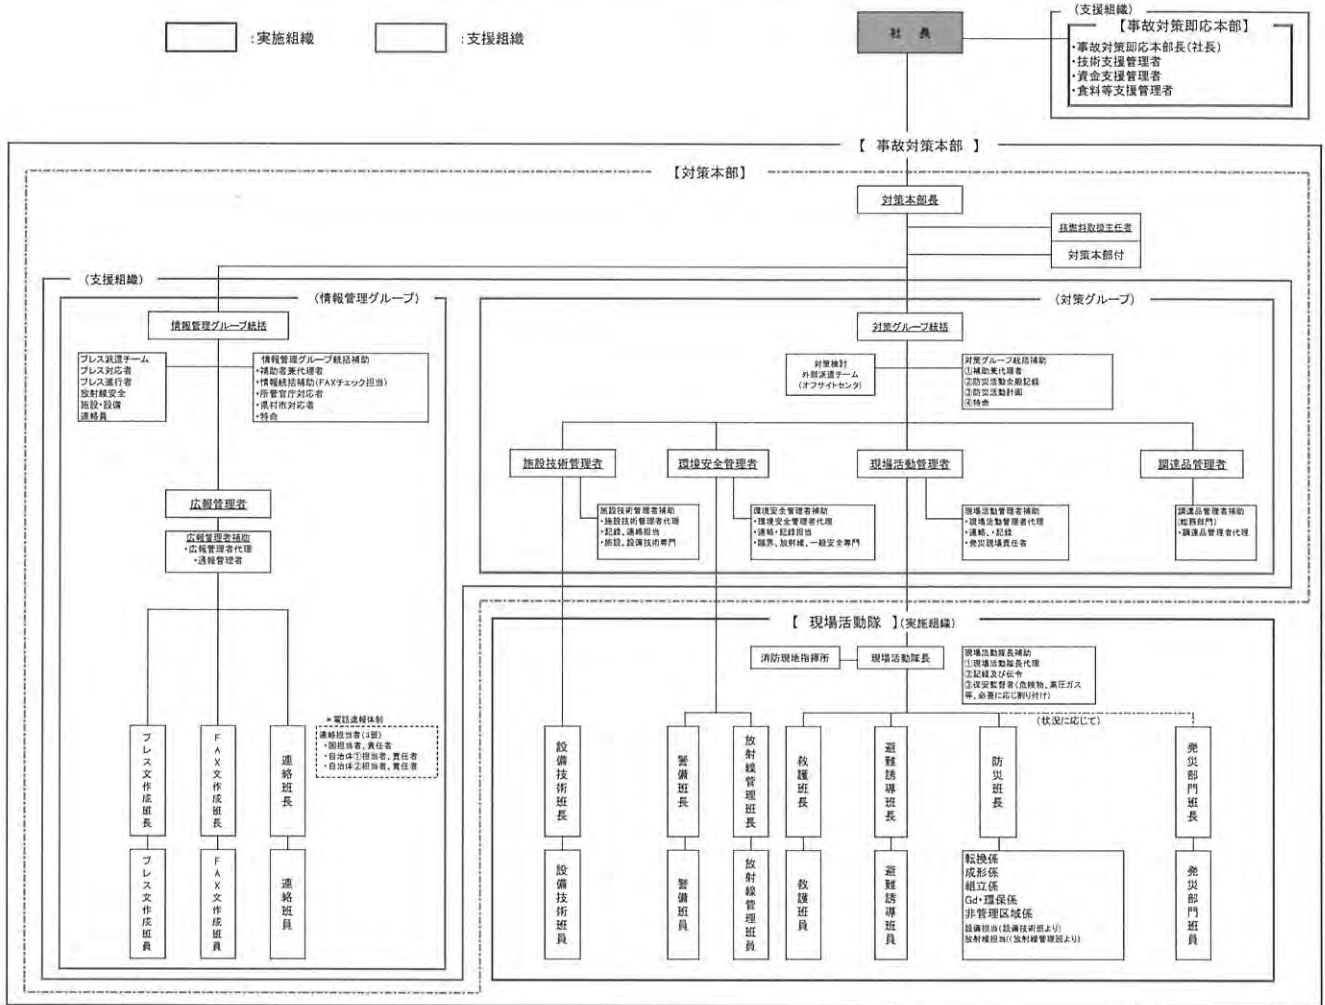 :実施組織
:支援組織
社 長
(支援組織)
【事故対策即応本部】
・事故対策即応本部長(社長)
・技術支援管理者
・資金支援管理者
・食料等支援管理者
【 事故対策本部 】
【対策本部】
対策本部長
核燃料取扱主任者
対策本部付
(支援組織)
(情報管理グループ)
情報管理グループ統括
プレス派遣チーム
プレス対応者
プレス進行者
放射線安全
施設・設備
連絡員
情報管理グループ統括補助
・補助者兼代理者
・情報統括補助(FAXチェック担当)
・所管官庁対応者
・県村市対応者
・特命
広報管理者
広報管理者補助
・広報管理者代理
・通報管理者
プレス文作成班長
FAX文作成班長
連絡班長
プレス文作成班員
FAX文作成班員
連絡班員
*電話通報体制
連絡担当者(3班)
・国担当者、責任者
・自治体①担当者、責任者
・自治体②担当者、責任者
(対策グループ)
対策グループ統括
対策検討
外部派遣チーム
(オフサイトセンタ)
対策グループ統括補助
①補助兼代理者
②防災活動全般記録
③防災活動計画
④特命
施設技術管理者
環境安全管理者
現場活動管理者
調達品管理者
施設技術管理者補助
・施設技術管理者代理
・記録、連絡担当
・施設、設備技術専門
環境安全管理者補助
・環境安全管理者代理
・連絡・記録担当
・臨界、放射線、一般安全専門
現場活動管理者補助
・現場活動管理者代理
・連絡、・記録
・発災現場責任者
調達品管理者補助
(総務部門)
・調達品管理者代理
【 現場活動隊 】(実施組織)
消防現地指揮所
現場活動隊長
現場活動隊長補助
①現場活動隊長代理
②記録及び伝令
③保安監督者(危険物、高圧ガス
等、必要に応じ割り付け)
(状況に応じて)
設備技術班長
警備班長
放射線管理班長
救護班長
避難誘導班長
防災班長
発災部門班長
設備技術班員
警備班員
放射線管理班員
救護班員
避難誘導班員
転換係
成形係
組立係
Gd・環保係
非管理区域係
設備担当(設備技術班より)
放射線担当((放射線管理班より)
発災部門班員